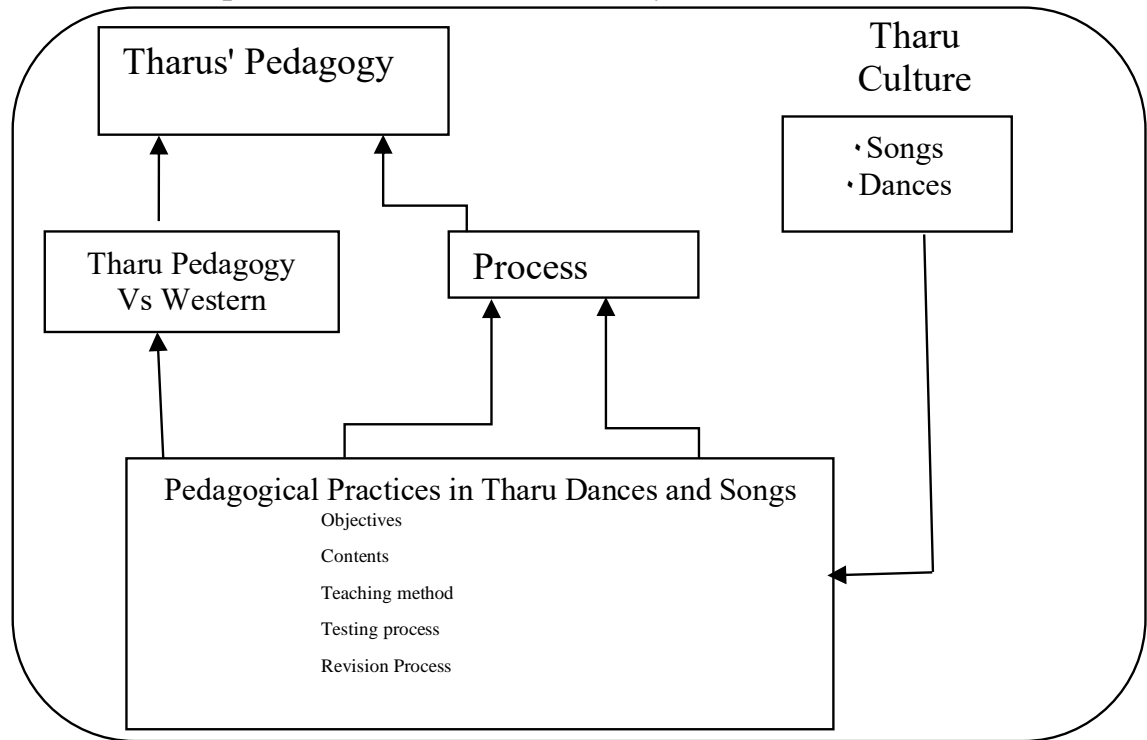 Tharus' Pedagogy
Tharu
Culture
· Songs
· Dances
Tharu Pedagogy
Vs Western
Process
Pedagogical Practices in Tharu Dances and Songs
Objectives
Contents
Teaching method
Testing process
Revision Process